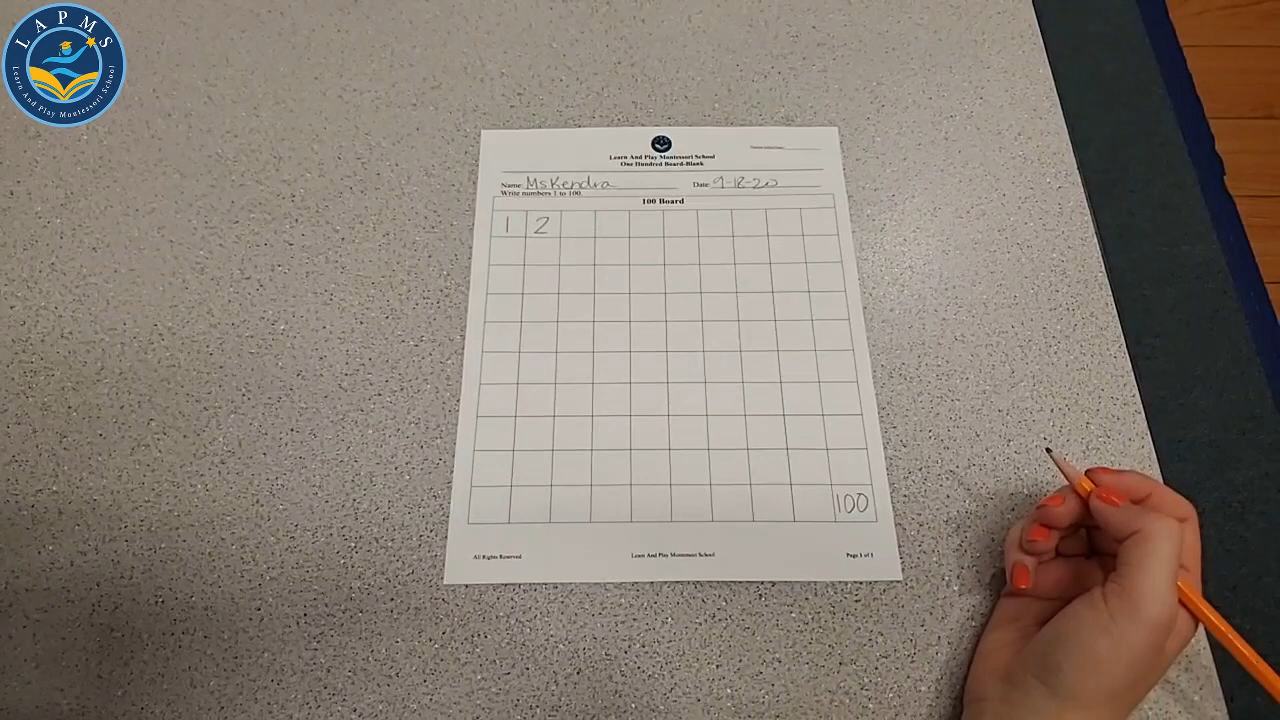 LAPMS
Learn And Play Montessori School
Learn And Play Montessori School
One Hundred Board-Blank
Name: MsKendra Date: 9-18-20
Write numbers 1 to 100.
100 Board
1 2
100
All Rights Reserved Learn And Play Montessori School Page 1 of 1